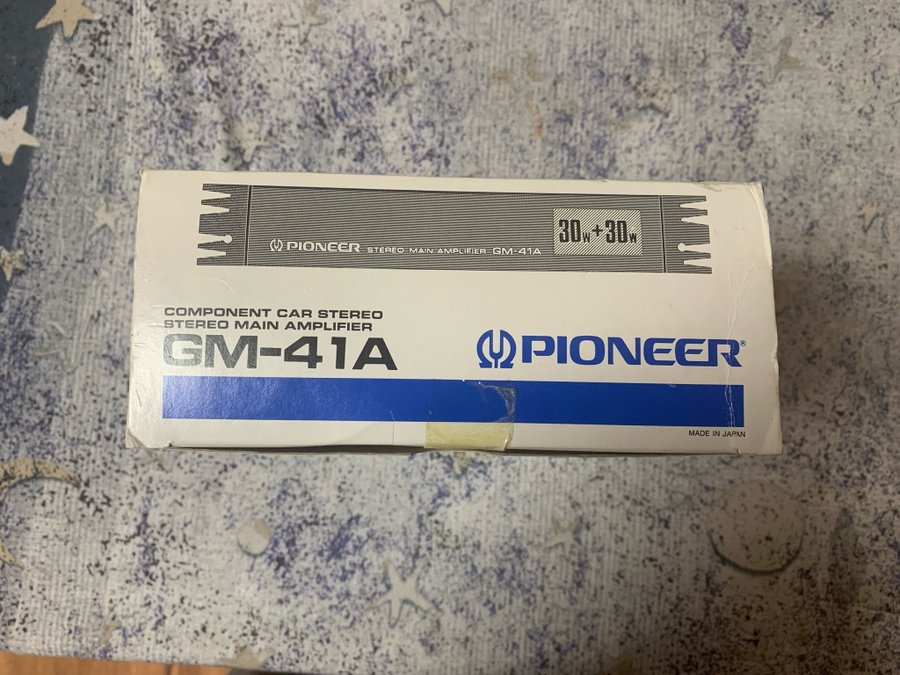 PIONEER STEREO MAIN AMPLIFIER GM-41A
30W+30W
COMPONENT CAR STEREO
STEREO MAIN AMPLIFIER
GM-41A
PIONEER®
MADE IN JAPAN